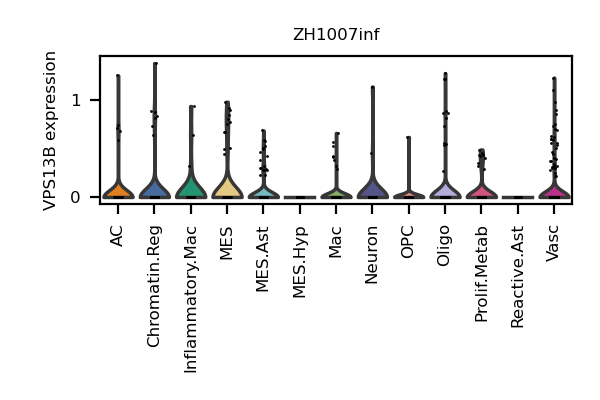 ZH1007inf
VPS13B expression
1
0
AC
Chromatin.Reg
Inflammatory.Mac
MES
MES.Ast
MES.Hyp
Mac
Neuron
OPC
Oligo
Prolif.Metab
Reactive.Ast
Vasc